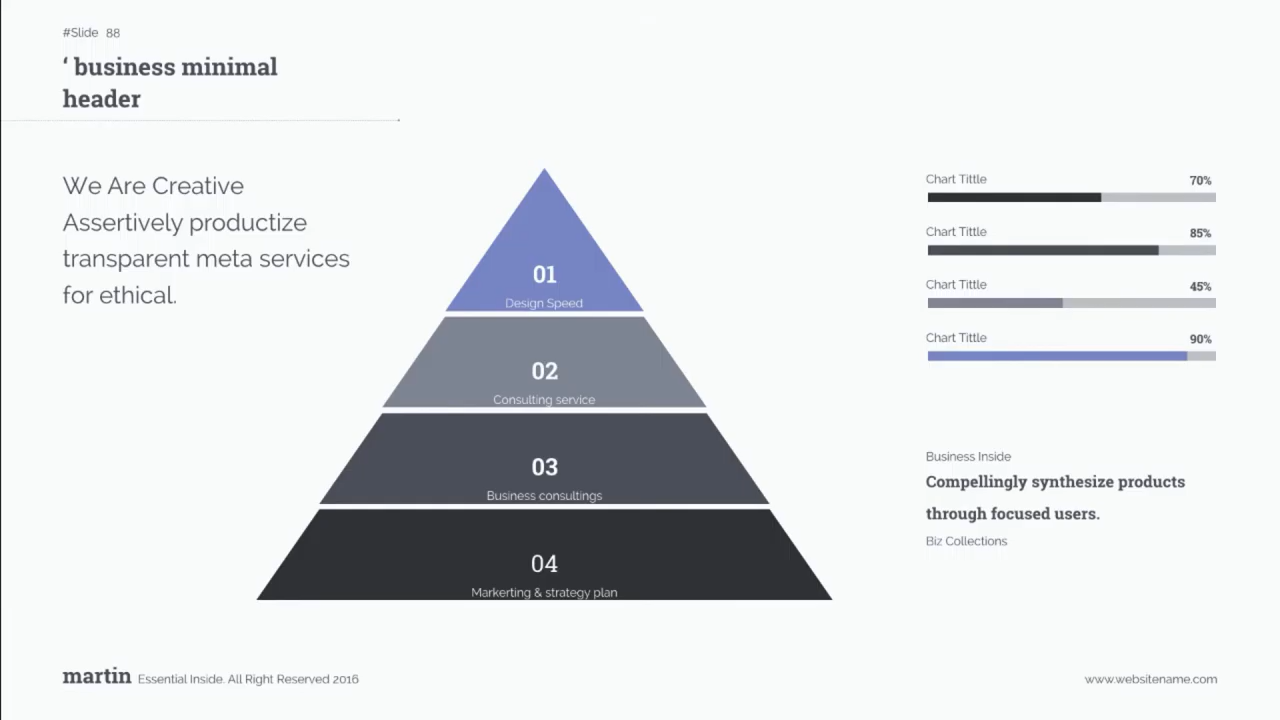 #Slide 88
‘ business minimal
header
We Are Creative
Assertively productize
transparent meta services
for ethical.
01
Design Speed
02
Consulting service
03
Business consultings
04
Markerting & strategy plan
Chart Tittle 70%
Chart Tittle 85%
Chart Tittle 45%
Chart Tittle 90%
Business Inside
Compellingly synthesize products
through focused users.
Biz Collections
martin Essential Inside. All Right Reserved 2016
www.websitename.com